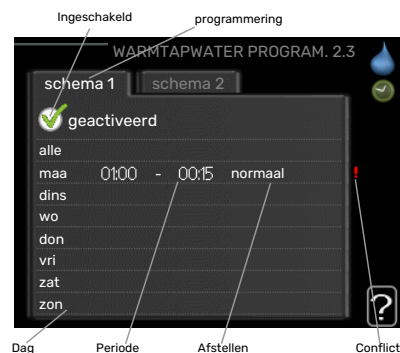 Ingeschakeld programmering
WARMTAPWATER PROGRAM. 2.3
schema 1 schema 2
geactiveerd
alle
maa 01:00 - 00:15 normaal !
dins
wo
don
vri
zat
zon
?
Dag Periode Afstellen Conflict